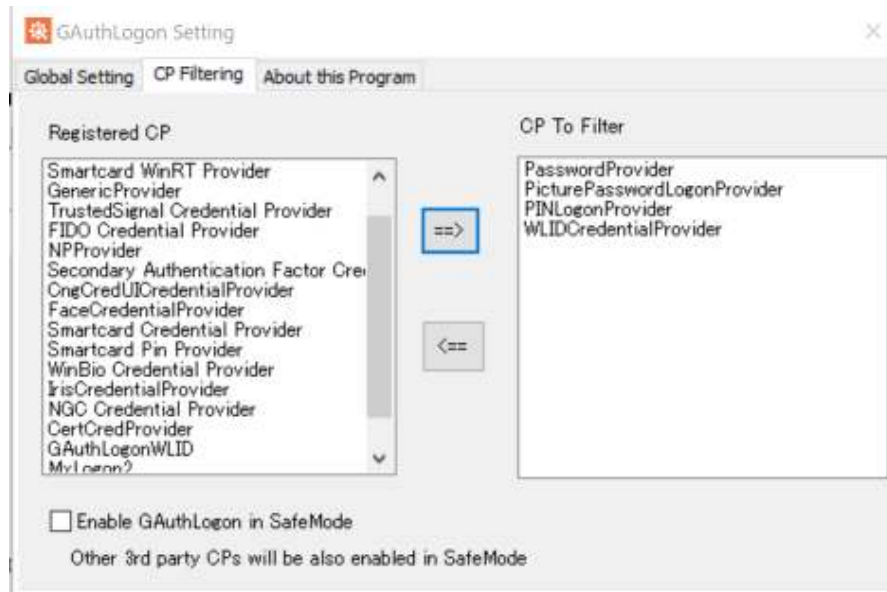 GAuthLogon Setting
Global Setting CP Filtering About this Program
Registered CP
Smartcard WinRT Provider
GenericProvider
TrustedSignal Credential Provider
FIDO Credential Provider
NPProvider
Secondary Authentication Factor Cre
CngCredUICredentialProvider
FaceCredentialProvider
Smartcard Credential Provider
Smartcard Pin Provider
WinBio Credential Provider
IrisCredentialProvider
NGC Credential Provider
CertCredProvider
GAuthLogonWLID
MyLogon2
==>
<==
CP To Filter
PasswordProvider
PicturePasswordLogonProvider
PINLogonProvider
WLIDCredentialProvider
Enable GAuthLogon in SafeMode
Other 3rd party CPs will be also enabled in SafeMode